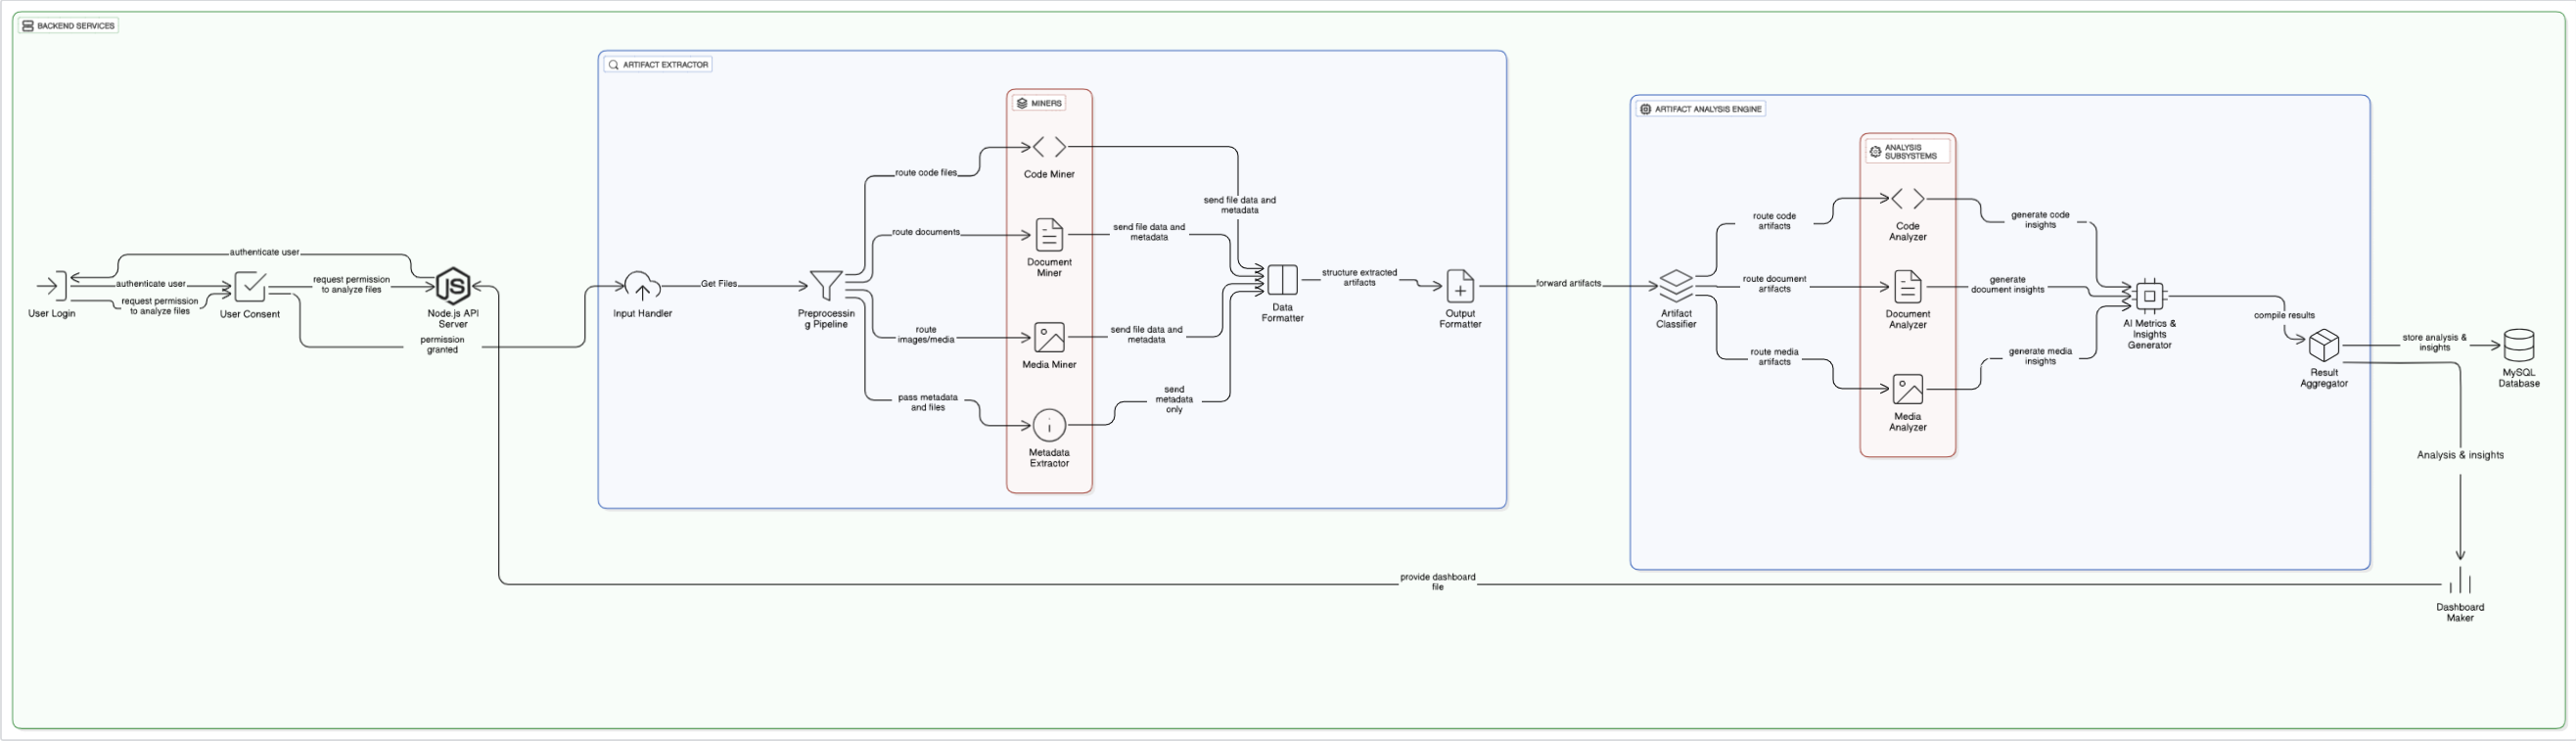 BACKEND SERVICES
ARTIFACT EXTRACTOR
MINERS
ARTIFACT ANALYSIS ENGINE
ANALYSIS
SUBSYSTEMS
authenticate user
authenticate user
request permission
to analyze files
User Login
User Consent
request permission
to analyze files
Node.js API
Server
permission
granted
Input Handler
Get Files
Preprocessin
g Pipeline
route code files
route documents
route
images/media
pass metadata
and files
Code Miner
Document
Miner
Media Miner
Metadata
Extractor
send file data and
metadata
send file data and
metadata
send file data and
metadata
send
metadata
only
Data
Formatter
structure extracted
artifacts
Output
Formatter
forward artifacts
Artifact
Classifier
route code
artifacts
route document
artifacts
route media
artifacts
Code
Analyzer
Document
Analyzer
Media
Analyzer
generate code
insights
generate
document insights
generate media
insights
AI Metrics &
Insights
Generator
compile results
Result
Aggregator
store analysis &
insights
MySQL
Database
Analysis & insights
provide dashboard
file
Dashboard
Maker